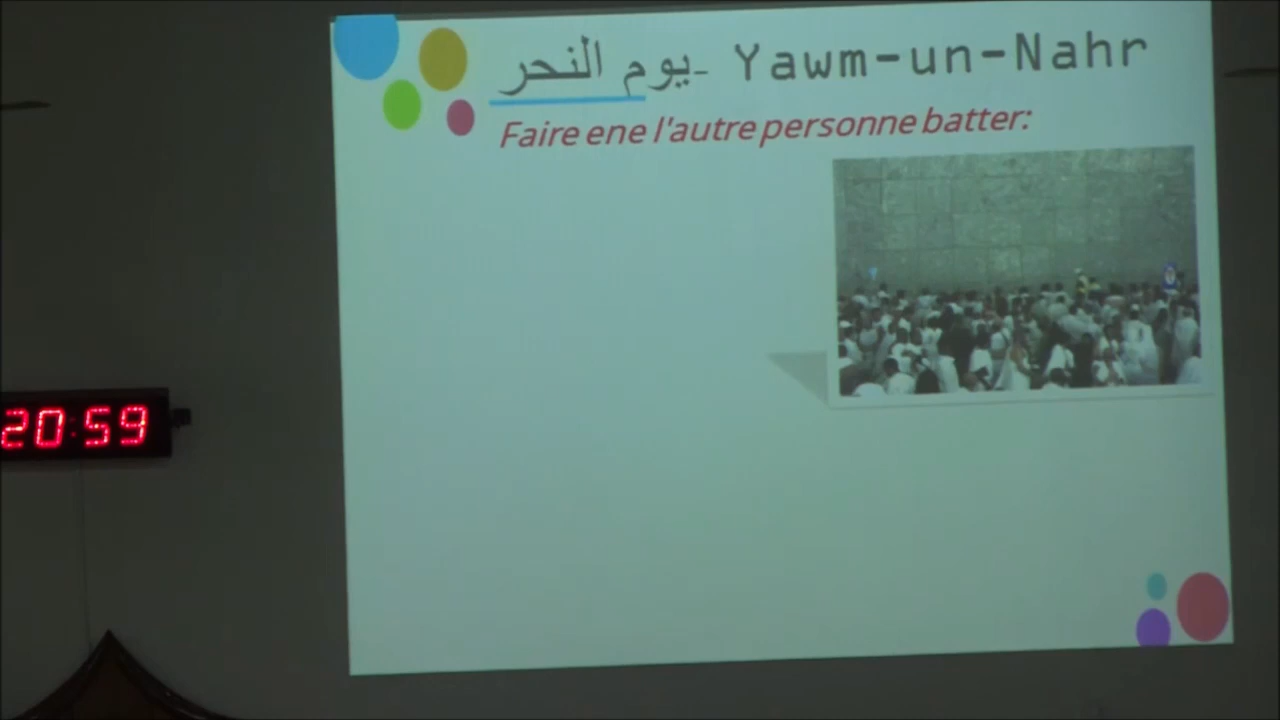 يوم النحر- Yawm-un-Nahr
Faire ene l'autre personne batter:
20:59